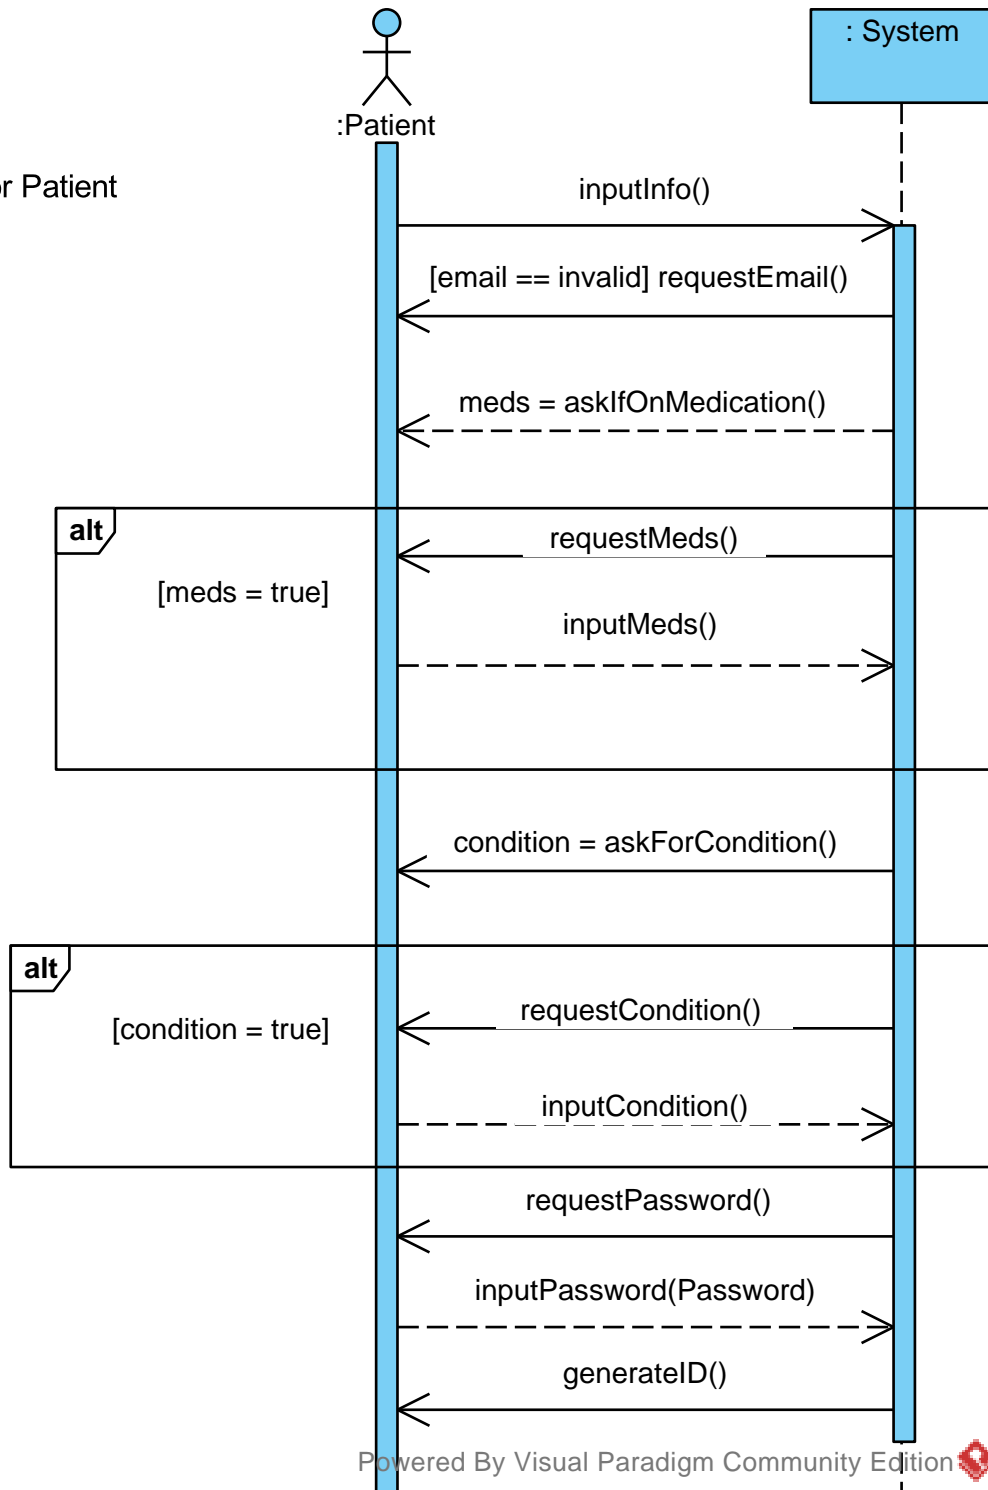 : System
:Patient
r Patient
inputInfo()
[email == invalid] requestEmail()
meds = askIfOnMedication()
alt
requestMeds()
[meds = true]
inputMeds()
condition = askForCondition()
alt
requestCondition()
[condition = true]
inputCondition()
requestPassword()
inputPassword(Password)
generateID()
Powered By Visual Paradigm Community Edition